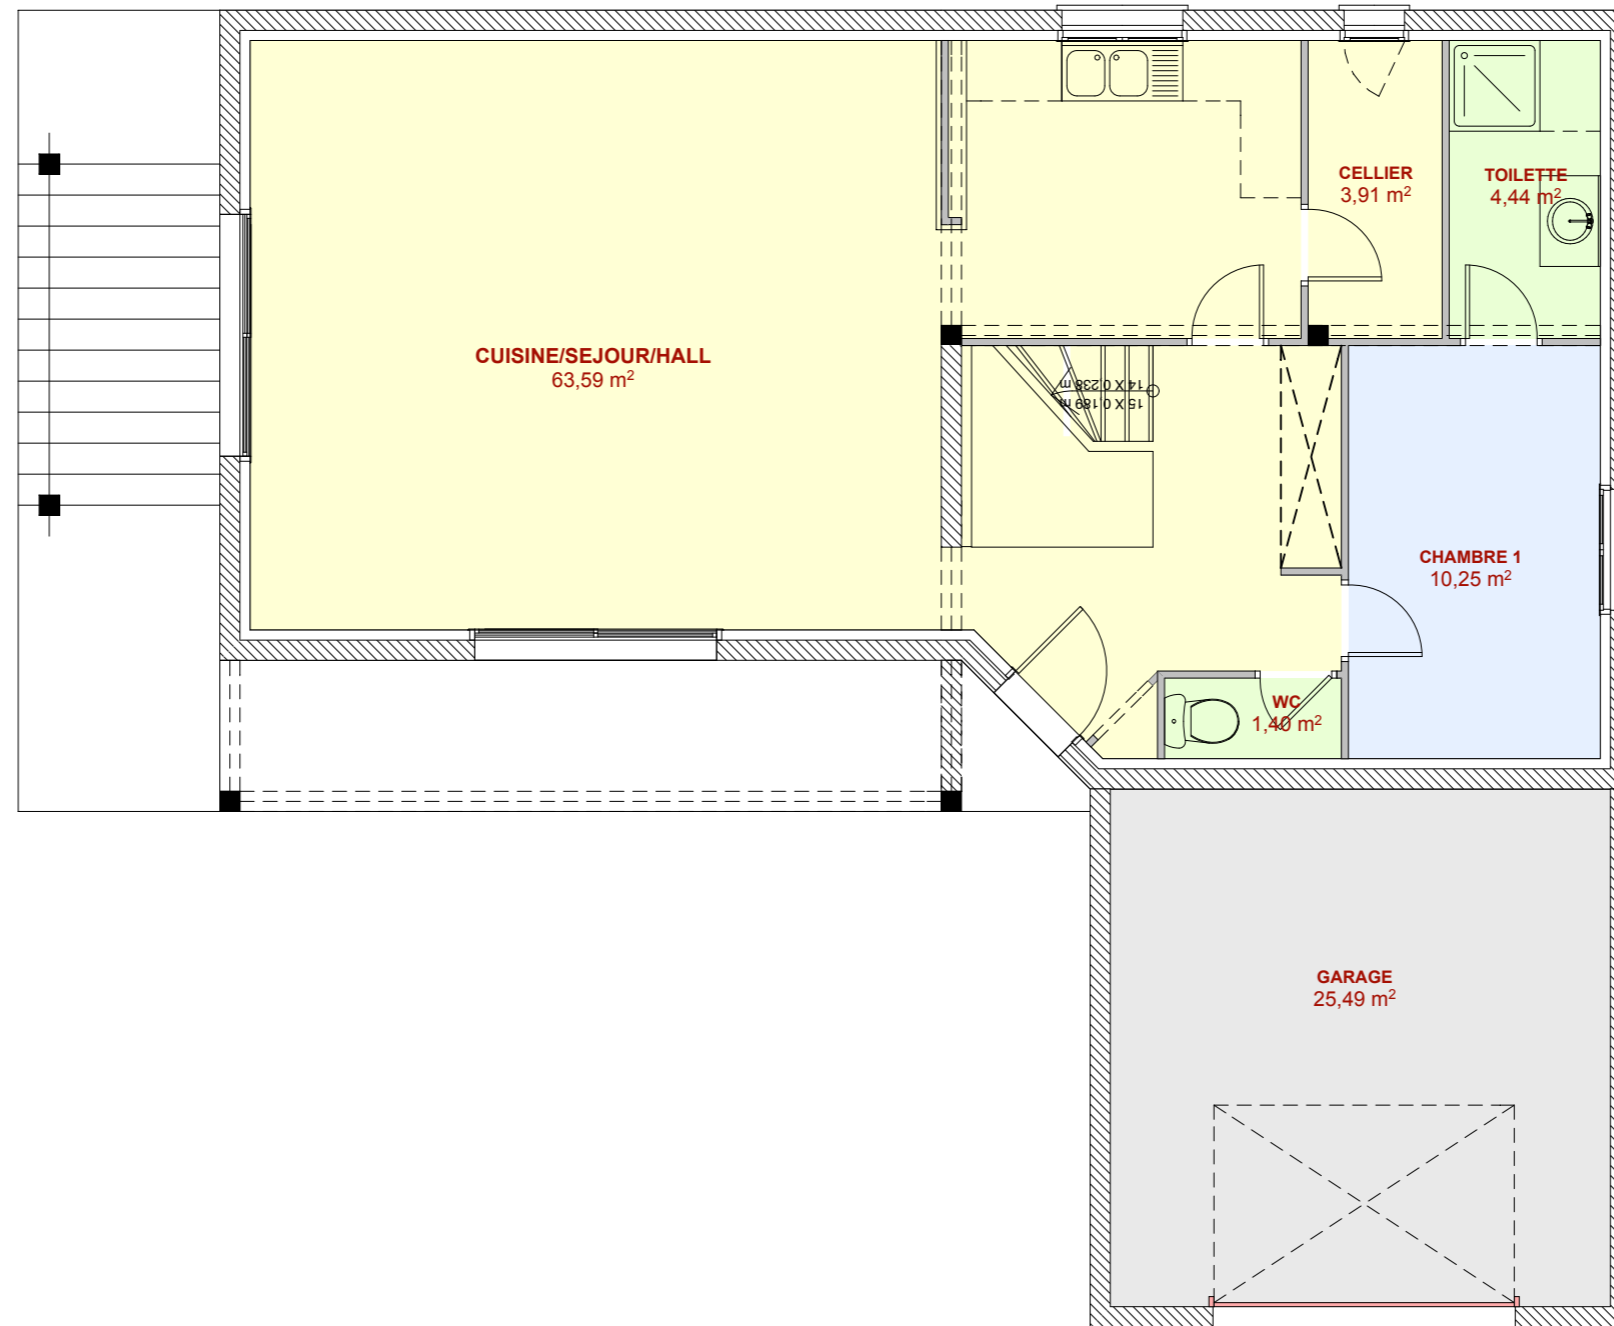 CELLIER
3,91 m²
TOILETTE
4,44 m²
CUISINE/SEJOUR/HALL
63,59 m²
15 X 0,189 m
14 X 0,238 m
CHAMBRE 1
10,25 m²
WC
1,40 m²
GARAGE
25,49 m²